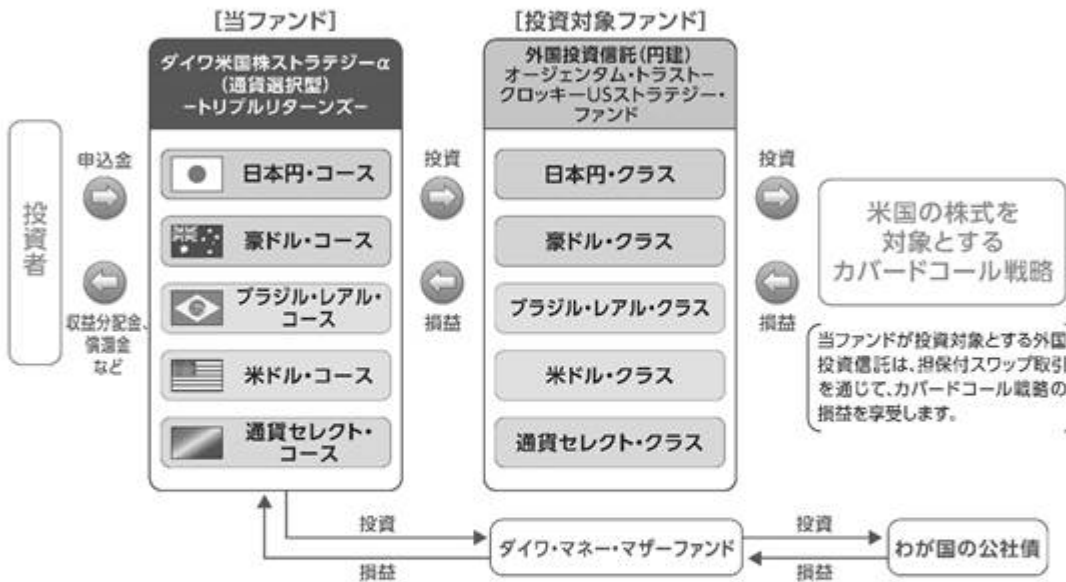 [当ファンド]
ダイワ米国株ストラテジーα
(通貨選択型)
ートリプルリターンズー
[投資対象ファンド]
外国投資信託(円建)
オージェンタム・トラストー
クロッキーUSストラテジー・
ファンド
投資者
申込金
収益分配金、
償還金
など
日本円・コース
豪ドル・コース
ブラジル・レアル・
コース
米ドル・コース
通貨セレクト・
コース
投資
損益
日本円・クラス
豪ドル・クラス
ブラジル・レアル・クラス
米ドル・クラス
通貨セレクト・クラス
投資
損益
米国の株式を
対象とする
カバードコール戦略
当ファンドが投資対象とする外国
投資信託は、担保付スワップ取引
を通じて、カバードコール戦略の
損益を享受します。
投資
損益
ダイワ・マネー・マザーファンド
投資
損益
わが国の公社債